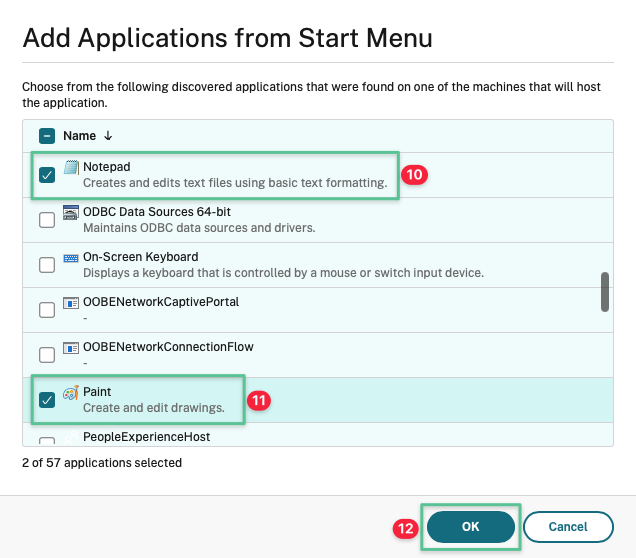 Add Applications from Start Menu
Choose from the following discovered applications that were found on one of the machines that will host
the application.
Name ↓
Notepad
Creates and edits text files using basic text formatting.
10
ODBC Data Sources 64-bit
Maintains ODBC data sources and drivers.
On-Screen Keyboard
Displays a keyboard that is controlled by a mouse or switch input device.
OOBENetworkCaptivePortal
-
OOBENetworkConnectionFlow
-
Paint
Create and edit drawings.
11
PeopleExperienceHost
2 of 57 applications selected
12
OK
Cancel